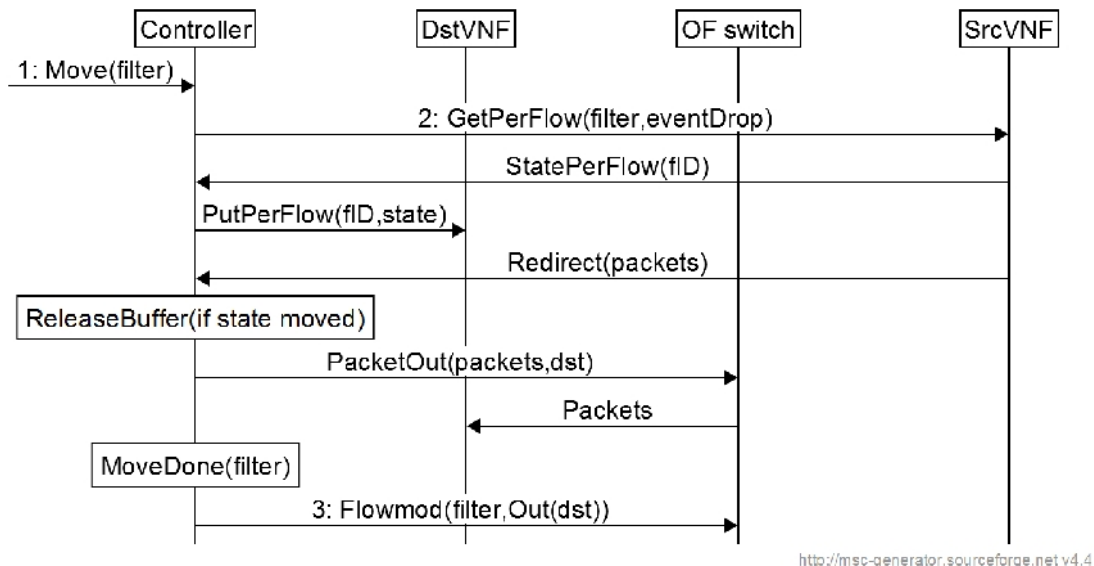 Controller DstVNF OF switch SrcVNF
1: Move(filter)
2: GetPerFlow(filter,eventDrop)
StatePerFlow(fID)
PutPerFlow(fID,state)
Redirect(packets)
ReleaseBuffer(if state moved)
PacketOut(packets,dst)
Packets
MoveDone(filter)
3: Flowmod(filter,Out(dst))
http://msc-generator.sourceforge.net v4.4